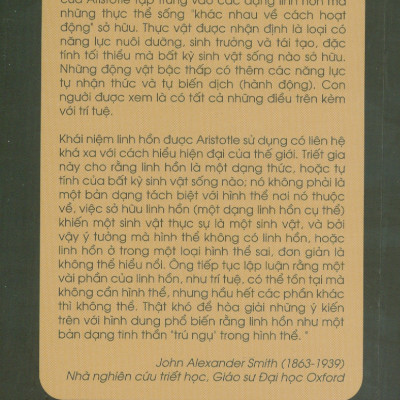 của Aristotle tập trung vào các dạng linh hồn mà
những thực thể sống "khác nhau về cách hoạt
động" sở hữu. Thực vật được nhận định là loại có
năng lực nuôi dưỡng, sinh trưởng và tái tạo, đặc
tính tối thiểu mà bất kỳ sinh vật sống nào sở hữu.
Những động vật bậc thấp có thêm các năng lực
tự nhận thức và tự biến dịch (hành động). Con
người được xem là có tất cả những điều trên kèm
với trí tuệ.
Khái niệm linh hồn được Aristotle sử dụng có liên hệ
khá xa với cách hiểu hiện đại của thế giới. Triết gia
này cho rằng linh hồn là một dạng thức, hoặc tự
tính của bất kỳ sinh vật sống nào; nó không phải là
một bản dạng tách biệt với hình thể nơi nó thuộc
về, việc sở hữu linh hồn (một dạng linh hồn cụ thể)
khiến một sinh vật thực sự là một sinh vật, và bởi
vậy ý tưởng mà hình thể không có linh hồn, hoặc
linh hồn ở trong một loại hình thể sai, đơn giản là
không thể hiểu nổi. Ông tiếp tục lập luận rằng một
vài phần của linh hồn, như trí tuệ, có thể tồn tại mà
không cần hình thể, nhưng hầu hết các phần khác
thì không thế. Thật khó để hòa giải những ý kiến
trên với hình dung phổ biến rằng linh hồn như một
bản dạng tinh thần "trú ngụ" trong hình thể. "
John Alexander Smith (1863-1939)
Nhà nghiên cứu triết học, Giáo sư Đại học Oxford